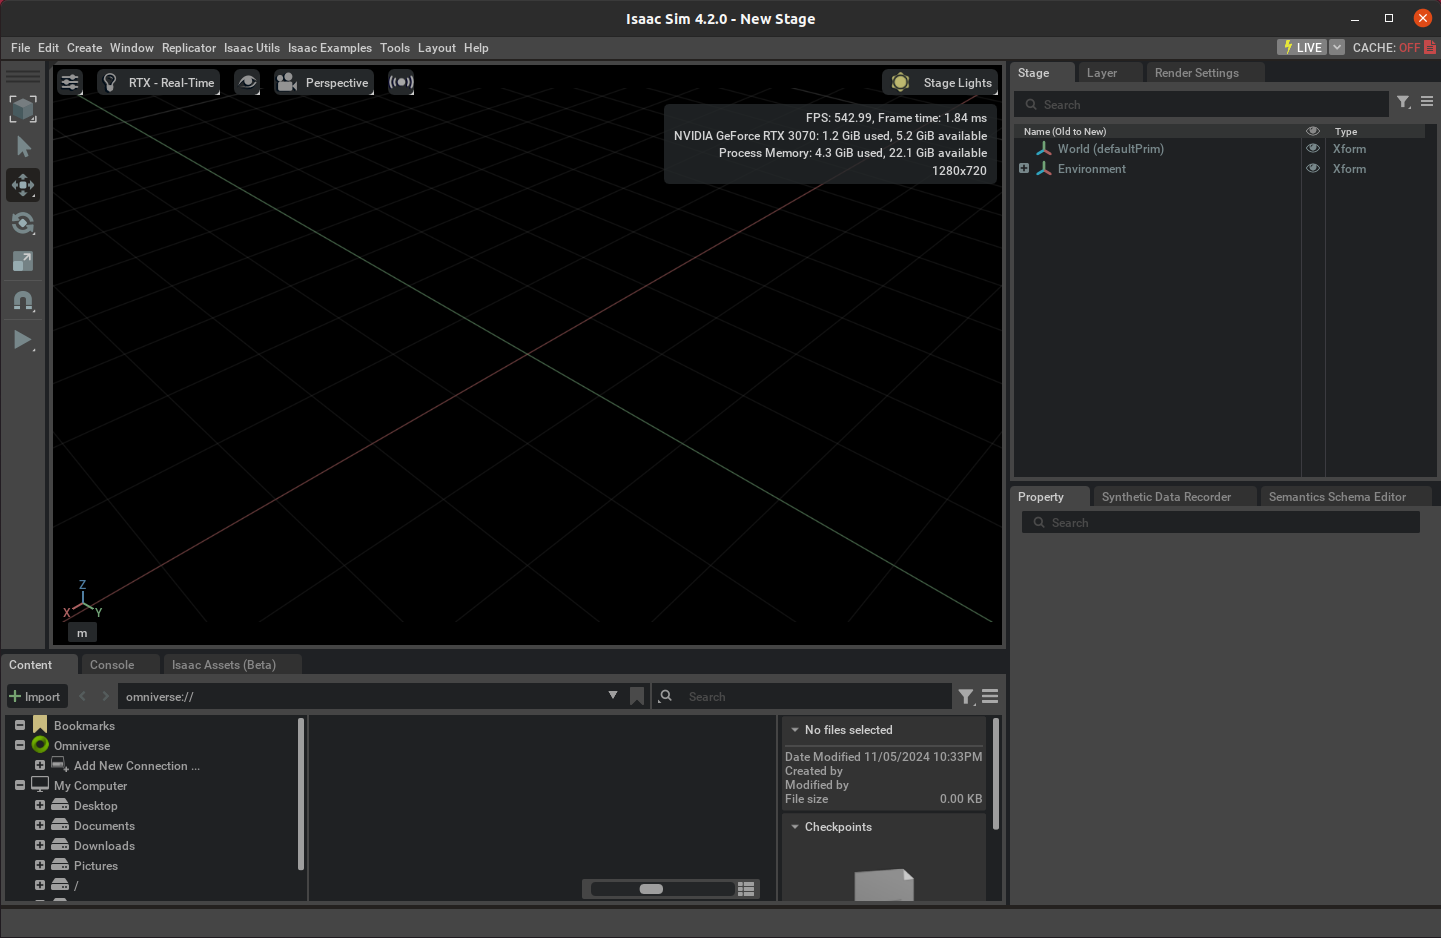 Isaac Sim 4.2.0 - New Stage
File Edit Create Window Replicator Isaac Utils Isaac Examples Tools Layout Help
LIVE CACHE: OFF
RTX - Real-Time Perspective Stage Lights
FPS: 542.99, Frame time: 1.84 ms
NVIDIA GeForce RTX 3070: 1.2 GiB used, 5.2 GiB available
Process Memory: 4.3 GiB used, 22.1 GiB available
1280x720
Z
X Y
m
Stage Layer Render Settings
Search
Name (Old to New) Type
World (defaultPrim) Xform
Environment Xform
Property Synthetic Data Recorder Semantics Schema Editor
Search
Content Console Isaac Assets (Beta)
Import omniverse:// Search
Bookmarks
Omniverse
Add New Connection ...
My Computer
Desktop
Documents
Downloads
Pictures
/
No files selected
Date Modified 11/05/2024 10:33PM
Created by
Modified by
File size 0.00 KB
Checkpoints